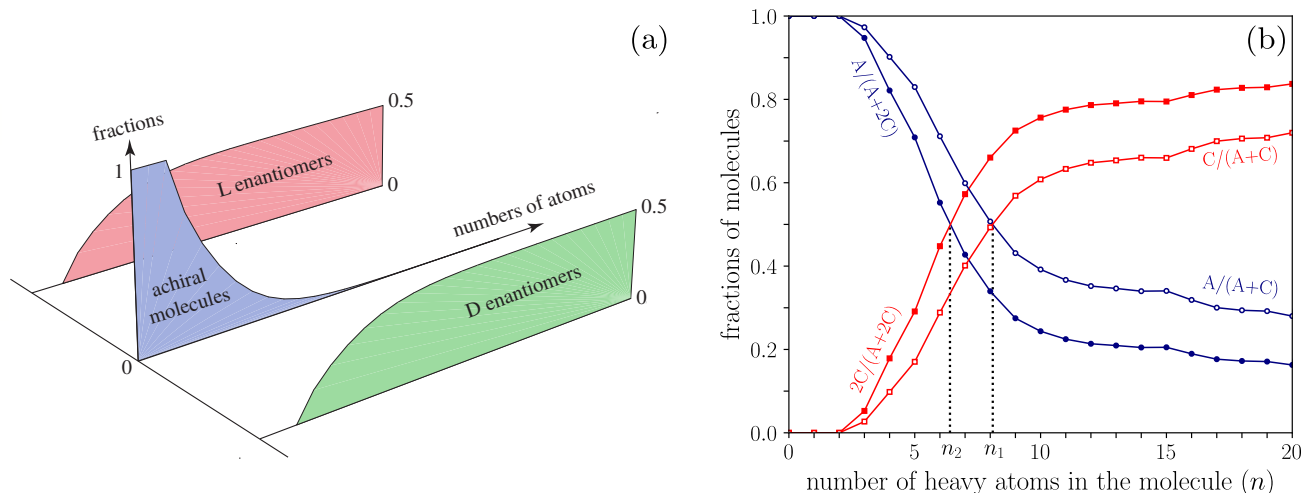 (a)
fractions
1
0
L enantiomers
0.5
0
achiral
molecules
numbers of atoms
D enantiomers
0.5
0
(b)
fractions of molecules
1.0
0.8
0.6
0.4
0.2
0.0
A/(A+2C)
2C/(A+2C)
C/(A+C)
A/(A+C)
0
5
n₂
n₁
10
15
20
number of heavy atoms in the molecule (n)